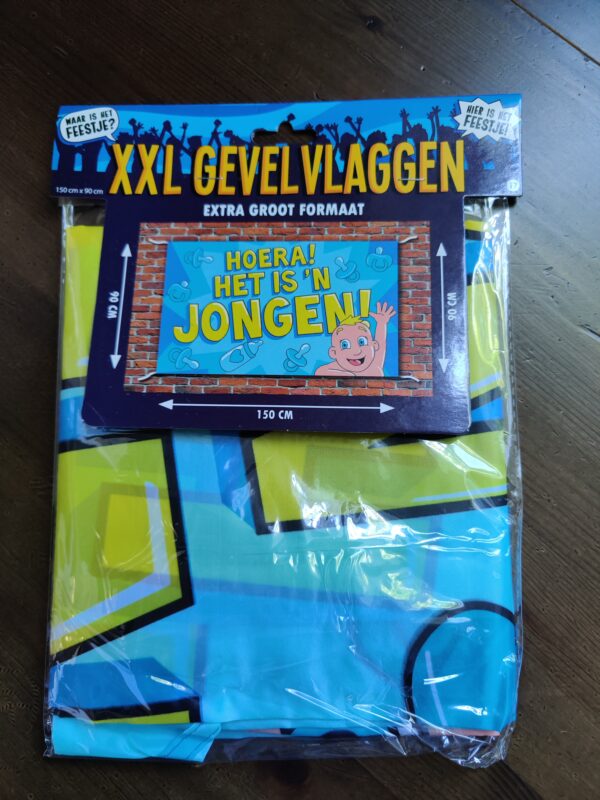 WAAR IS HET
FEESTJE?
HIER IS HET
FEESTJE!
XXL GEVELVLAGGEN
150 cm x 90 cm
EXTRA GROOT FORMAAT
HOERA!
HET IS 'N
JONGEN!
90 CM
90 CM
150 CM